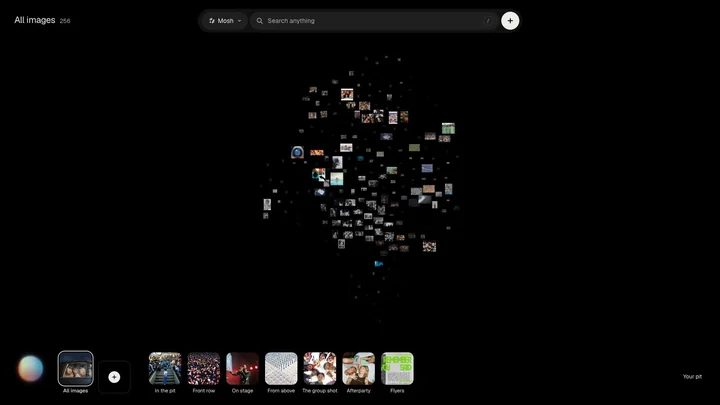 All images 256
Mosh
Search anything
/
All images
In the pit
Front row
On stage
From above
The group shot
Afterparty
Flyers
Your pit